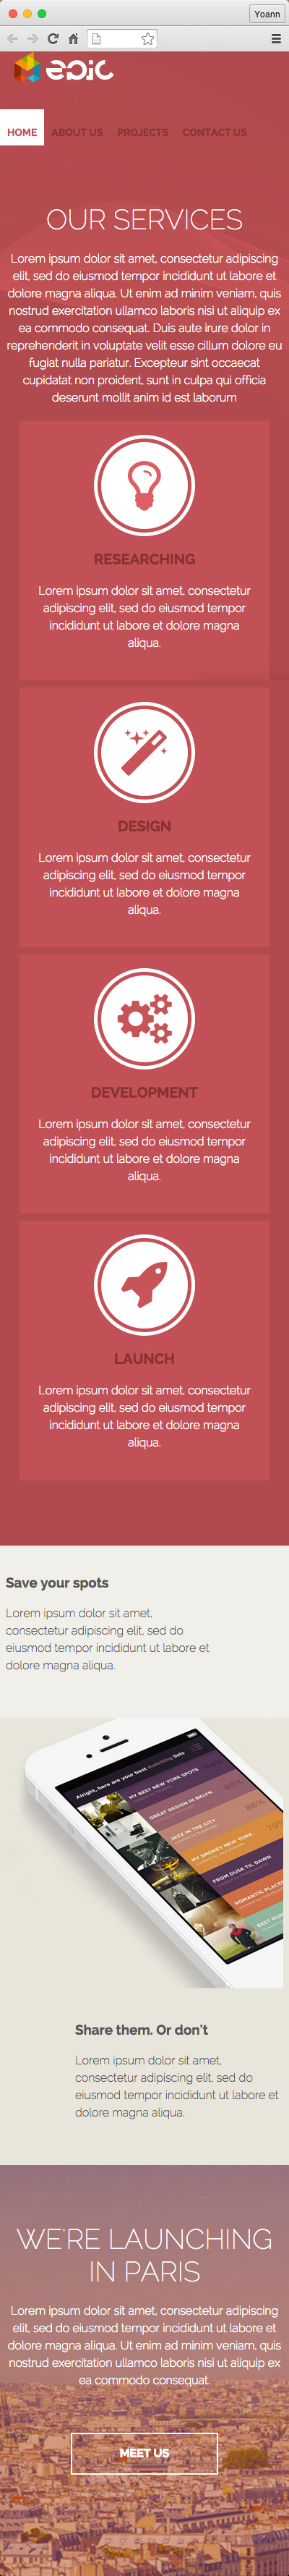 Yoann
epic
HOME ABOUT US PROJECTS CONTACT US
OUR SERVICES
Lorem ipsum dolor sit amet, consectetur adipiscing
elit, sed do eiusmod tempor incididunt ut labore et
dolore magna aliqua. Ut enim ad minim veniam, quis
nostrud exercitation ullamco laboris nisi ut aliquip ex
ea commodo consequat. Duis aute irure dolor in
reprehenderit in voluptate velit esse cillum dolore eu
fugiat nulla pariatur. Excepteur sint occaecat
cupidatat non proident, sunt in culpa qui officia
deserunt mollit anim id est laborum
RESEARCHING
Lorem ipsum dolor sit amet, consectetur
adipiscing elit, sed do eiusmod tempor
incididunt ut labore et dolore magna
aliqua.
DESIGN
Lorem ipsum dolor sit amet, consectetur
adipiscing elit, sed do eiusmod tempor
incididunt ut labore et dolore magna
aliqua.
DEVELOPMENT
Lorem ipsum dolor sit amet, consectetur
adipiscing elit, sed do eiusmod tempor
incididunt ut labore et dolore magna
aliqua.
LAUNCH
Lorem ipsum dolor sit amet, consectetur
adipiscing elit, sed do eiusmod tempor
incididunt ut labore et dolore magna
aliqua.
Save your spots
Lorem ipsum dolor sit amet,
consectetur adipiscing elit, sed do
eiusmod tempor incididunt ut labore et
dolore magna aliqua.
Alright, here are your best matching lists
MY BEST NEW YORK SPOTS 94%
GREAT DESIGN IN BKLYN 88%
JAZZ IN THE CITY 86%
MY SMOKEY NEW YORK 79%
FROM DUSK TIL DAWN
ROMANTIC PLACES
BEST
Share them. Or don't
Lorem ipsum dolor sit amet,
consectetur adipiscing elit, sed do
eiusmod tempor incididunt ut labore et
dolore magna aliqua.
WE'RE LAUNCHING
IN PARIS
Lorem ipsum dolor sit amet, consectetur adipiscing
elit, sed do eiusmod tempor incididunt ut labore et
dolore magna aliqua. Ut enim ad minim veniam, quis
nostrud exercitation ullamco laboris nisi ut aliquip ex
ea commodo consequat.
MEET US